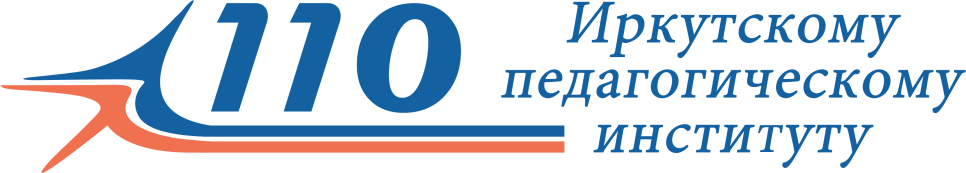 110
Иркутскому
педагогическому
институту